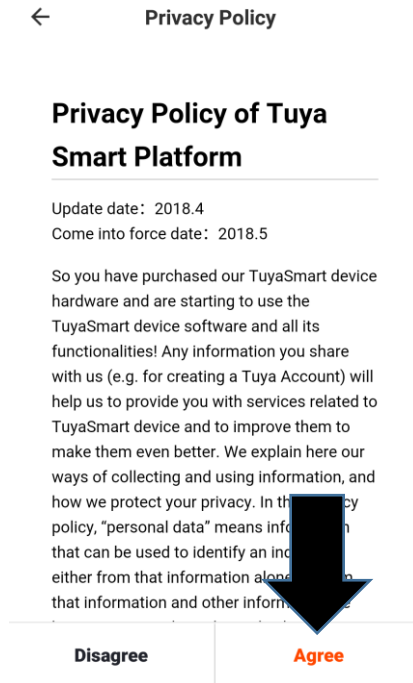 Privacy Policy
Privacy Policy of Tuya
Smart Platform
Update date：2018.4
Come into force date：2018.5
So you have purchased our TuyaSmart device
hardware and are starting to use the
TuyaSmart device software and all its
functionalities! Any information you share
with us (e.g. for creating a Tuya Account) will
help us to provide you with services related to
TuyaSmart device and to improve them to
make them even better. We explain here our
ways of collecting and using information, and
how we protect your privacy. In
policy, “personal data” means
that can be used to identify an
either from that information
that information and other
Disagree
Agree